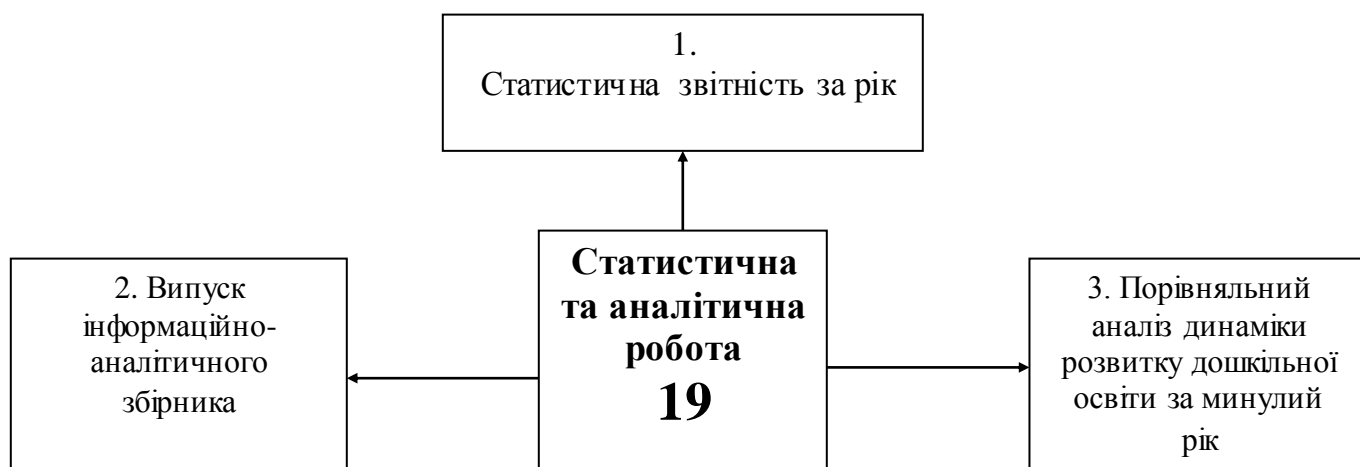 1.
Статистична звітність за рік
Статистична
та аналітична
робота
19
2. Випуск
інформаційно-
аналітичного
збірника
3. Порівняльний
аналіз динаміки
розвитку дошкільної
освіти за минулий
рік